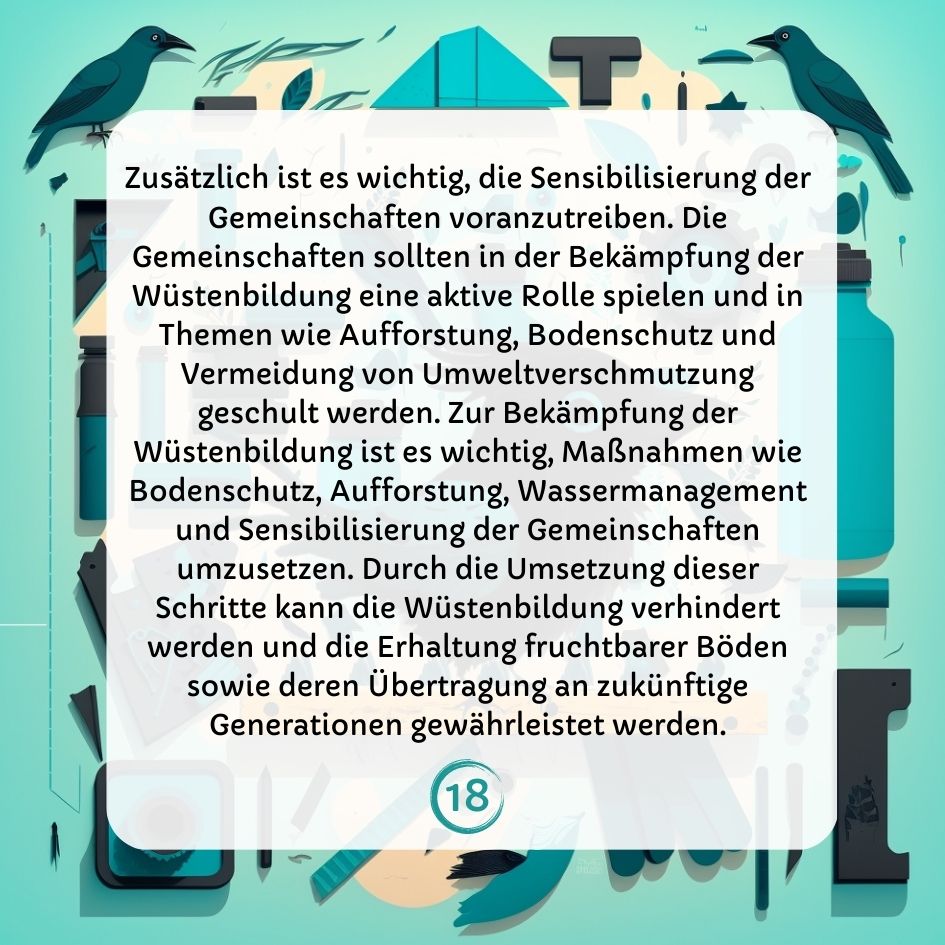 Zusätzlich ist es wichtig, die Sensibilisierung der
Gemeinschaften voranzutreiben. Die
Gemeinschaften sollten in der Bekämpfung der
Wüstenbildung eine aktive Rolle spielen und in
Themen wie Aufforstung, Bodenschutz und
Vermeidung von Umweltverschmutzung
geschult werden. Zur Bekämpfung der
Wüstenbildung ist es wichtig, Maßnahmen wie
Bodenschutz, Aufforstung, Wassermanagement
und Sensibilisierung der Gemeinschaften
umzusetzen. Durch die Umsetzung dieser
Schritte kann die Wüstenbildung verhindert
werden und die Erhaltung fruchtbarer Böden
sowie deren Übertragung an zukünftige
Generationen gewährleistet werden.
18